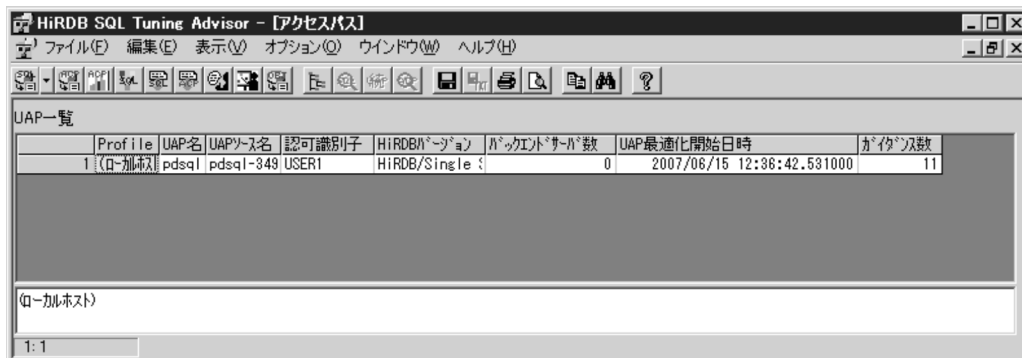 HiRDB SQL Tuning Advisor - [アクセスパス]
ファイル(F) 編集(E) 表示(V) オプション(O) ウインドウ(W) ヘルプ(H)
UAP一覧
Profile UAP名 UAPソース名 認可識別子 HiRDBバージョン バックエンドサーバ数 UAP最適化開始日時 ガイダンス数
1 (ローカルホス pdsql pdsql-349 USER1 HiRDB/Single S 0 2007/06/15 12:36:42.531000 11
(ローカルホスト)
1: 1